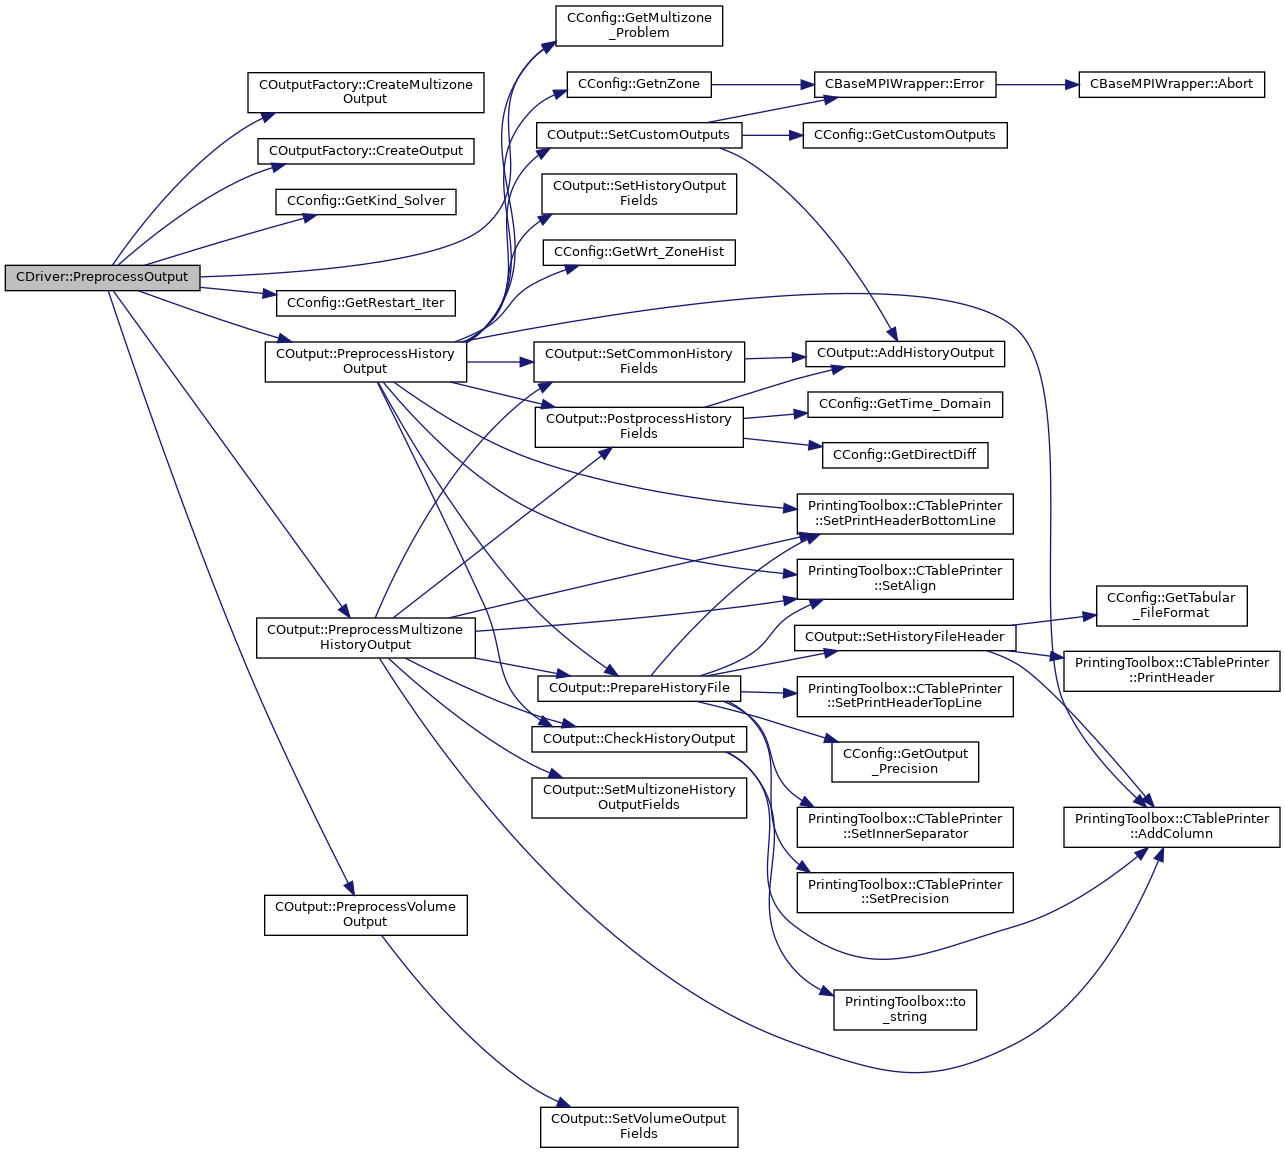 CConfig::GetMultizone
_Problem
COutputFactory::CreateMultizone
Output
CConfig::GetnZone
CBaseMPIWrapper::Error
CBaseMPIWrapper::Abort
COutput::SetCustomOutputs
CConfig::GetCustomOutputs
COutputFactory::CreateOutput
COutput::SetHistoryOutput
Fields
CConfig::GetKind_Solver
CConfig::GetWrt_ZoneHist
CDriver::PreprocessOutput
CConfig::GetRestart_Iter
COutput::PreprocessHistory
Output
COutput::SetCommonHistory
Fields
COutput::AddHistoryOutput
CConfig::GetTime_Domain
COutput::PostprocessHistory
Fields
CConfig::GetDirectDiff
PrintingToolbox::CTablePrinter
::SetPrintHeaderBottomLine
PrintingToolbox::CTablePrinter
::SetAlign
CConfig::GetTabular
_FileFormat
COutput::PreprocessMultizone
HistoryOutput
COutput::SetHistoryFileHeader
PrintingToolbox::CTablePrinter
::PrintHeader
COutput::PrepareHistoryFile
PrintingToolbox::CTablePrinter
::SetPrintHeaderTopLine
COutput::CheckHistoryOutput
CConfig::GetOutput
_Precision
COutput::SetMultizoneHistory
OutputFields
PrintingToolbox::CTablePrinter
::SetInnerSeparator
PrintingToolbox::CTablePrinter
::AddColumn
PrintingToolbox::CTablePrinter
::SetPrecision
COutput::PreprocessVolume
Output
PrintingToolbox::to
_string
COutput::SetVolumeOutput
Fields